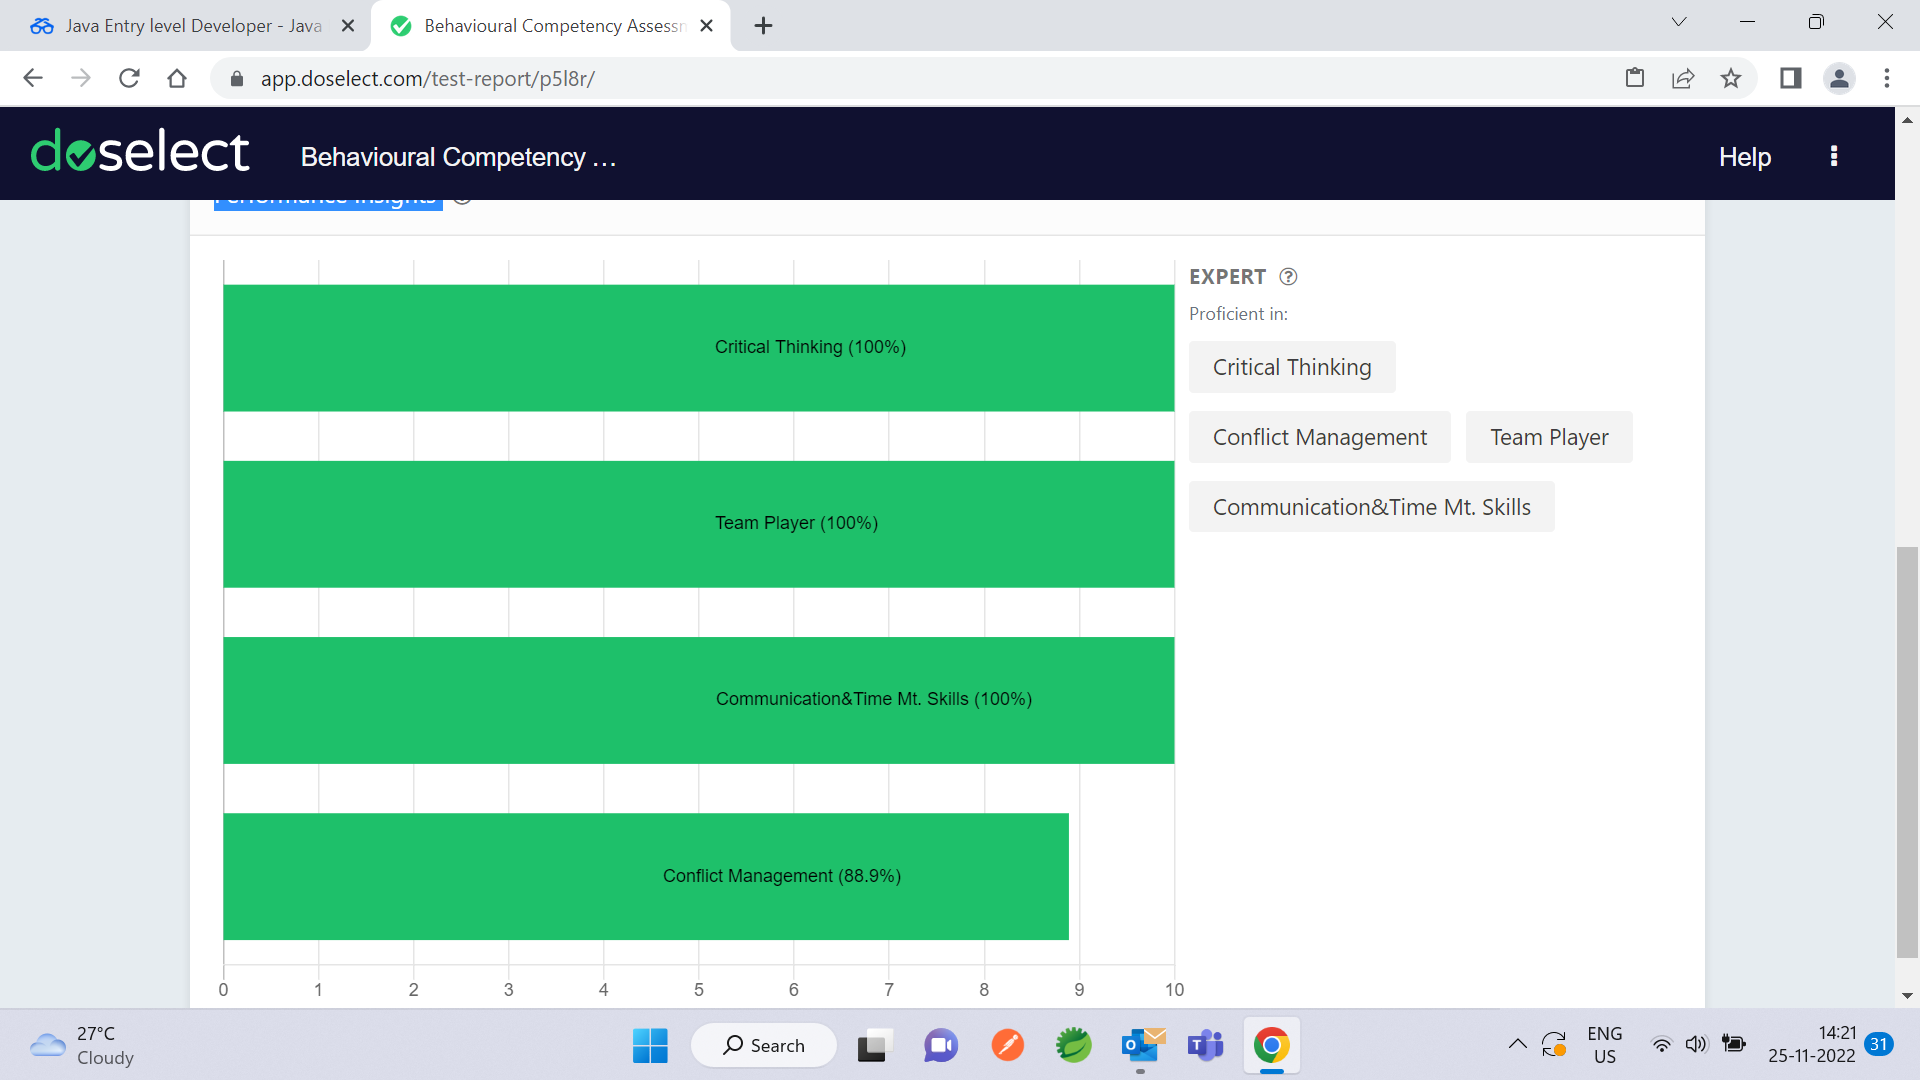 Java Entry level Developer - Java
Behavioural Competency Assessm
app.doselect.com/test-report/p5l8r/
doselect
Behavioural Competency ...
Help
Performance Insights
EXPERT
Proficient in:
Critical Thinking
Conflict Management
Team Player
Communication&Time Mt. Skills
Critical Thinking (100%)
Team Player (100%)
Communication&Time Mt. Skills (100%)
Conflict Management (88.9%)
0 1 2 3 4 5 6 7 8 9 10
27°C
Cloudy
Search
ENG
US
14:21
25-11-2022
31